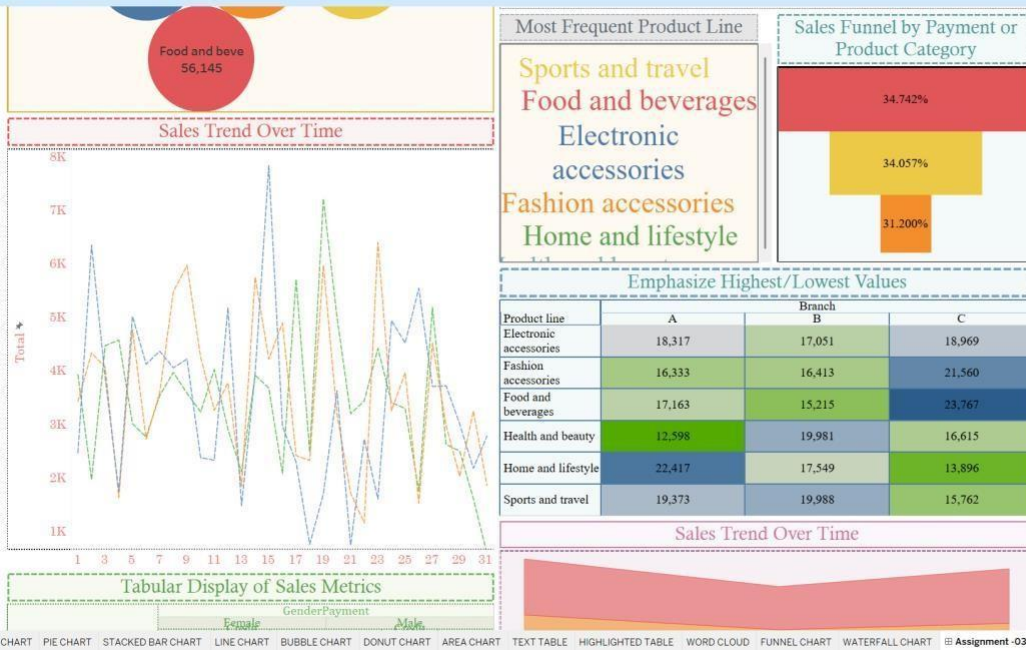 Food and beve
56,145
Sales Trend Over Time
8K
7K
6K
5K
4K
3K
2K
1K
Total
1 3 5 7 9 11 13 15 17 19 21 23 25 27 29 31
Tabular Display of Sales Metrics
GenderPayment
Female Male
Most Frequent Product Line
Sports and travel
Food and beverages
Electronic
accessories
Fashion accessories
Home and lifestyle
Sales Funnel by Payment or
Product Category
34.742%
34.057%
31.200%
Emphasize Highest/Lowest Values
Branch
Product line A B C
Electronic
accessories 18,317 17,051 18,969
Fashion
accessories 16,333 16,413 21,560
Food and
beverages 17,163 15,215 23,767
Health and beauty 12,598 19,981 16,615
Home and lifestyle 22,417 17,549 13,896
Sports and travel 19,373 19,988 15,762
Sales Trend Over Time
CHART PIE CHART STACKED BAR CHART LINE CHART BUBBLE CHART DONUT CHART AREA CHART TEXT TABLE HIGHLIGHTED TABLE WORD CLOUD FUNNEL CHART WATERFALL CHART Assignment -03